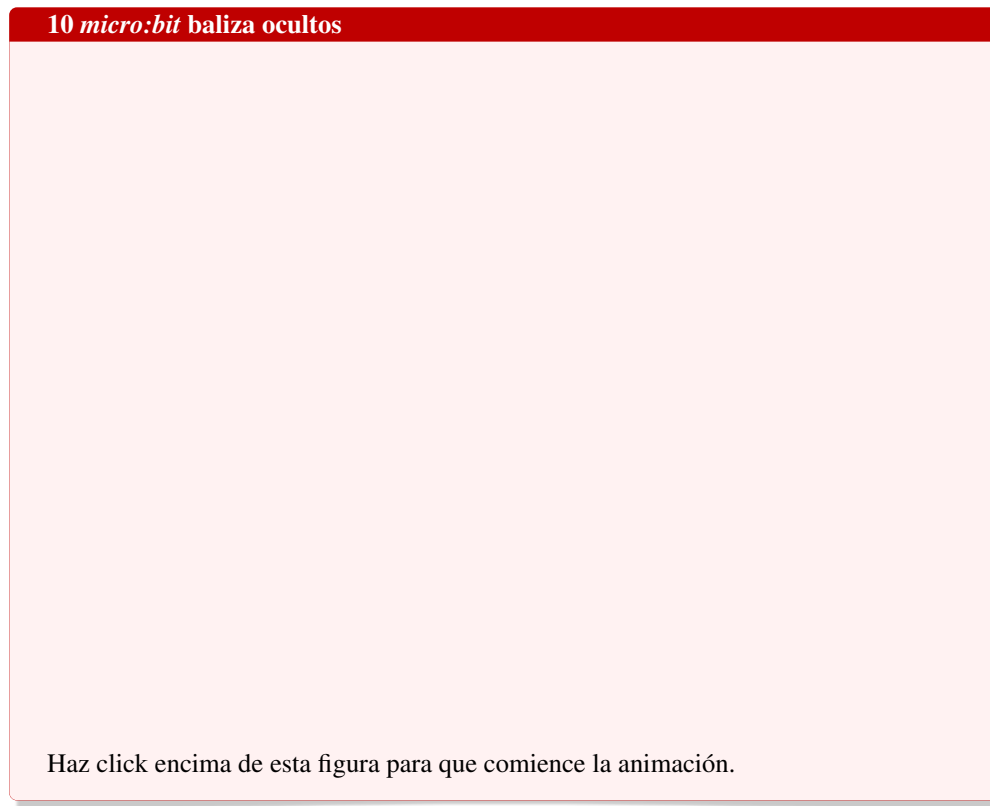 10 micro:bit baliza ocultos
Haz click encima de esta figura para que comience la animación.